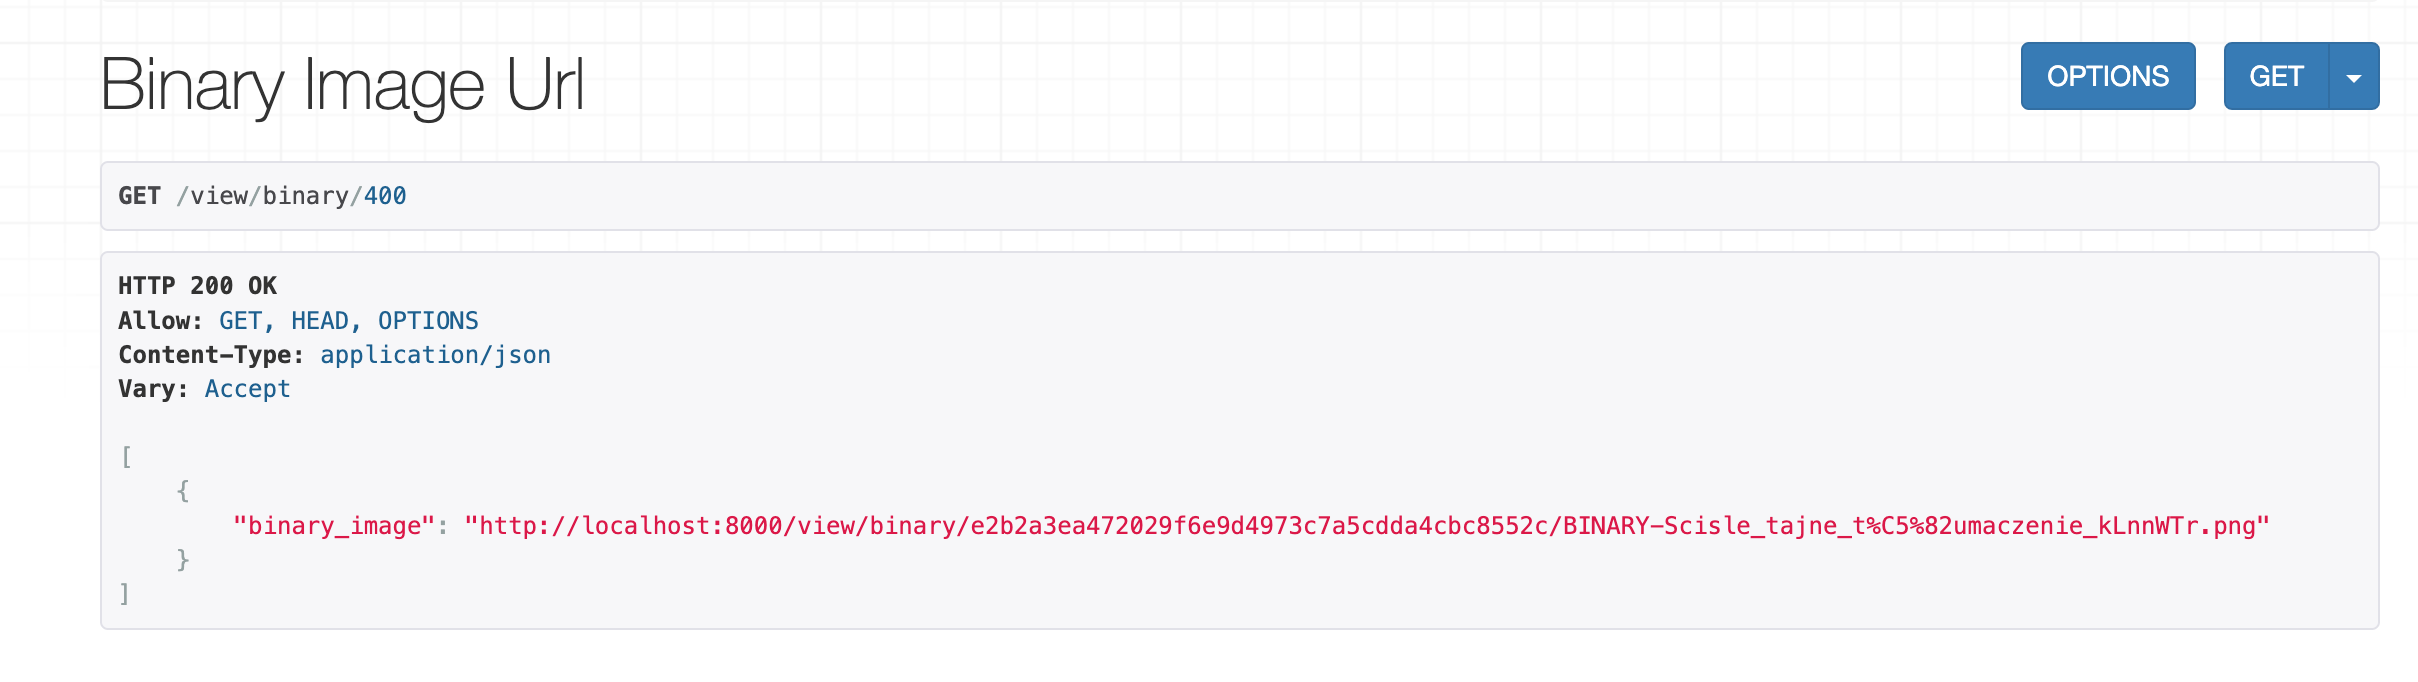 Binary Image Url
OPTIONS
GET
GET /view/binary/400
HTTP 200 OK
Allow: GET, HEAD, OPTIONS
Content-Type: application/json
Vary: Accept
[
    {
        "binary_image": "http://localhost:8000/view/binary/e2b2a3ea472029f6e9d4973c7a5cdda4cbc8552c/BINARY-Scisle_tajne_t%C5%82umaczenie_kLnnWTr.png"
    }
]